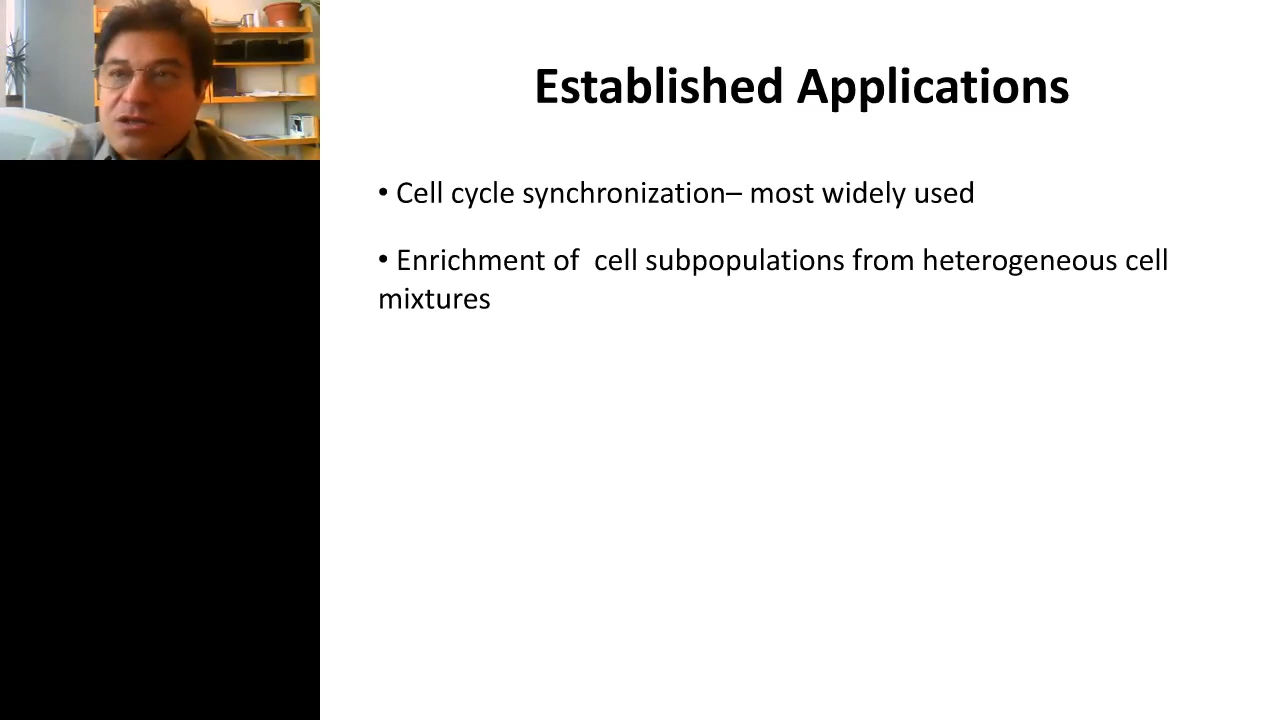 Established Applications
• Cell cycle synchronization– most widely used
• Enrichment of  cell subpopulations from heterogeneous cell
mixtures